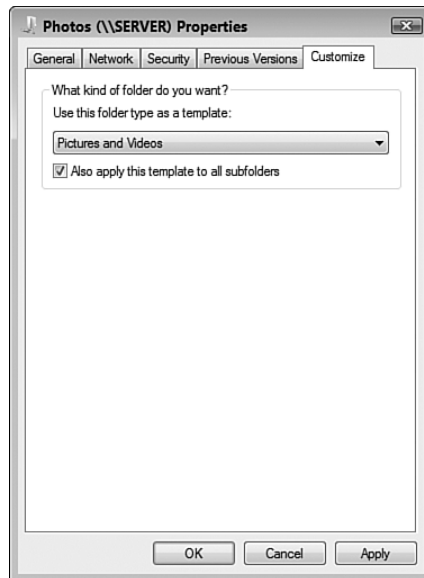 Photos (\\SERVER) Properties
General Network Security Previous Versions Customize
What kind of folder do you want?
Use this folder type as a template:
Pictures and Videos
Also apply this template to all subfolders
OK Cancel Apply